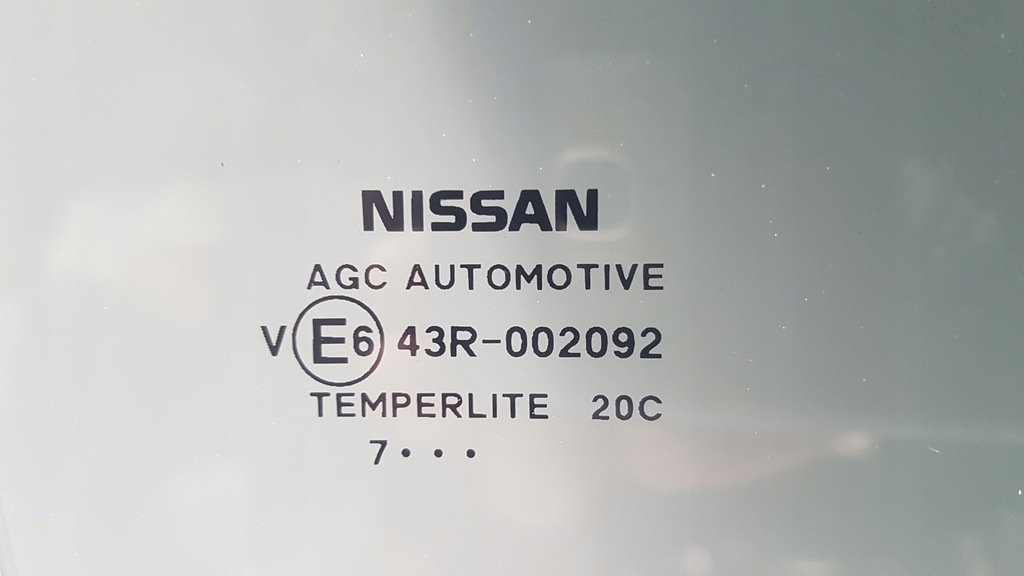 NISSAN
AGC AUTOMOTIVE
V E6 43R-002092
TEMPERLITE 20C
7•••